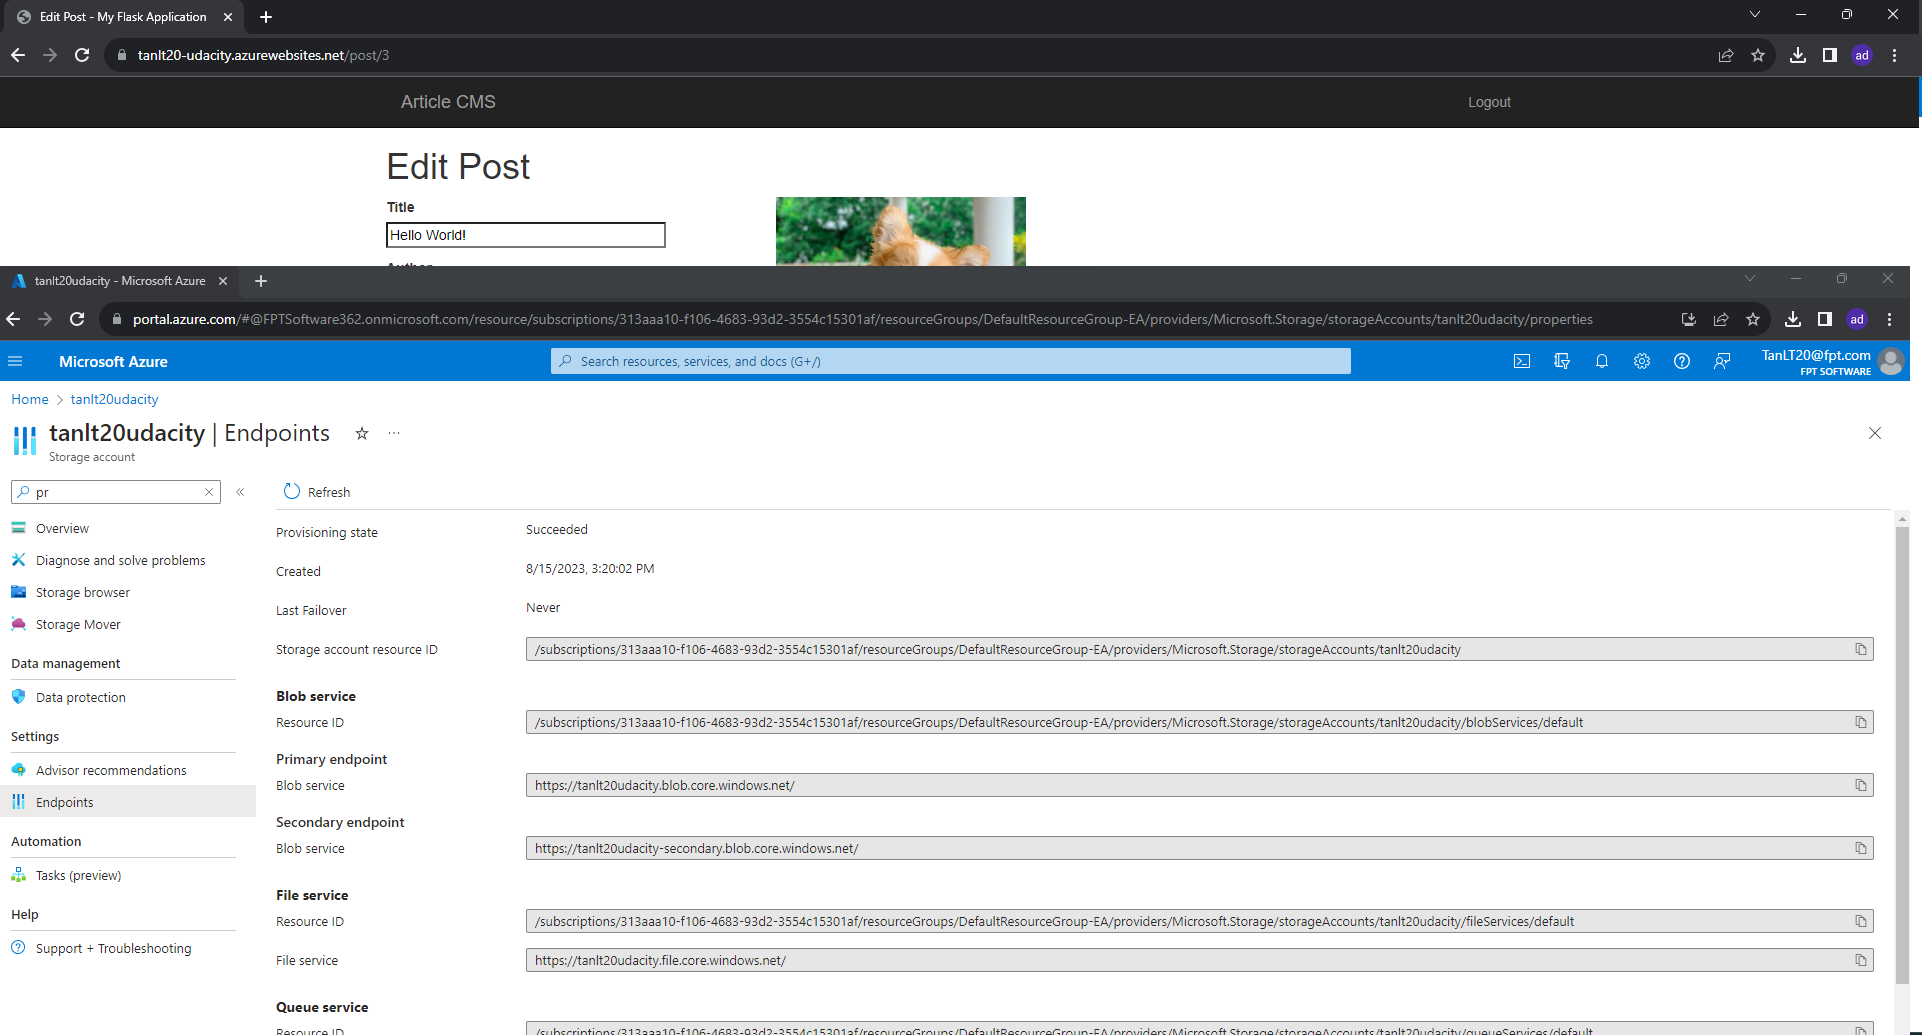 Edit Post - My Flask Application
tanlt20-udacity.azurewebsites.net/post/3
ad
Article CMS
Logout
Edit Post
Title
Hello World!
Author
tanlt20udacity - Microsoft Azure
portal.azure.com/#@FPTSoftware362.onmicrosoft.com/resource/subscriptions/313aaa10-f106-4683-93d2-3554c15301af/resourceGroups/DefaultResourceGroup-EA/providers/Microsoft.Storage/storageAccounts/tanlt20udacity/properties
ad
Microsoft Azure
Search resources, services, and docs (G+/)
TanLT20@fpt.com
FPT SOFTWARE
Home > tanlt20udacity
tanlt20udacity | Endpoints
Storage account
pr
Overview
Diagnose and solve problems
Storage browser
Storage Mover
Data management
Data protection
Settings
Advisor recommendations
Endpoints
Automation
Tasks (preview)
Help
Support + Troubleshooting
Refresh
Provisioning state
Succeeded
Created
8/15/2023, 3:20:02 PM
Last Failover
Never
Storage account resource ID
/subscriptions/313aaa10-f106-4683-93d2-3554c15301af/resourceGroups/DefaultResourceGroup-EA/providers/Microsoft.Storage/storageAccounts/tanlt20udacity
Blob service
Resource ID
/subscriptions/313aaa10-f106-4683-93d2-3554c15301af/resourceGroups/DefaultResourceGroup-EA/providers/Microsoft.Storage/storageAccounts/tanlt20udacity/blobServices/default
Primary endpoint
Blob service
https://tanlt20udacity.blob.core.windows.net/
Secondary endpoint
Blob service
https://tanlt20udacity-secondary.blob.core.windows.net/
File service
Resource ID
/subscriptions/313aaa10-f106-4683-93d2-3554c15301af/resourceGroups/DefaultResourceGroup-EA/providers/Microsoft.Storage/storageAccounts/tanlt20udacity/fileServices/default
File service
https://tanlt20udacity.file.core.windows.net/
Queue service
Resource ID
/subscriptions/313aaa10-f106-4683-93d2-3554c15301af/resourceGroups/DefaultResourceGroup-EA/providers/Microsoft.Storage/storageAccounts/tanlt20udacity/queueServices/default